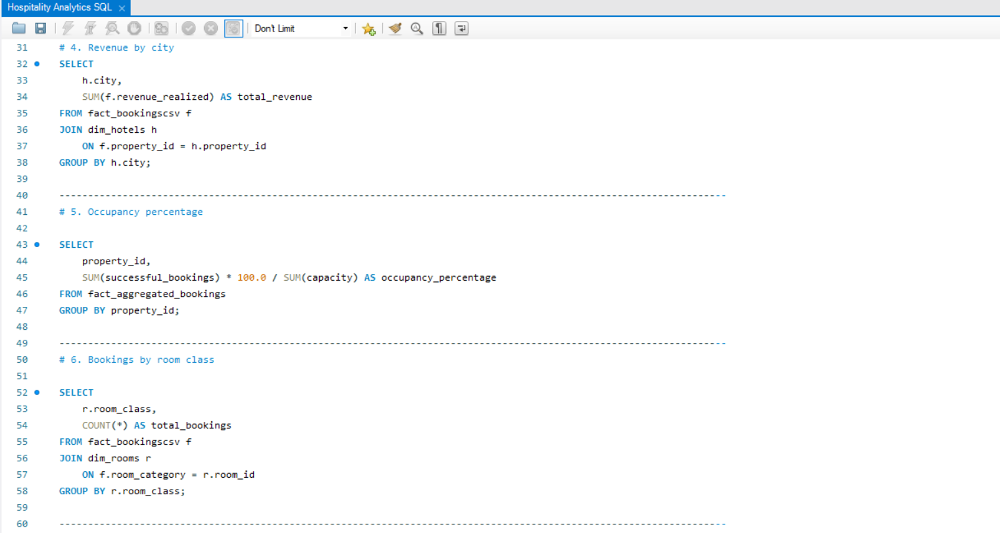 Hospitality Analytics SQL
Don't Limit
31 # 4. Revenue by city
32 SELECT
33 h.city,
34 SUM(f.revenue_realized) AS total_revenue
35 FROM fact_bookingscsv f
36 JOIN dim_hotels h
37 ON f.property_id = h.property_id
38 GROUP BY h.city;
39
40 --------------------------------------------------------------------------------------------------------------------
41 # 5. Occupancy percentage
42
43 SELECT
44 property_id,
45 SUM(successful_bookings) * 100.0 / SUM(capacity) AS occupancy_percentage
46 FROM fact_aggregated_bookings
47 GROUP BY property_id;
48
49 --------------------------------------------------------------------------------------------------------------------
50 # 6. Bookings by room class
51
52 SELECT
53 r.room_class,
54 COUNT(*) AS total_bookings
55 FROM fact_bookingscsv f
56 JOIN dim_rooms r
57 ON f.room_category = r.room_id
58 GROUP BY r.room_class;
59
60 --------------------------------------------------------------------------------------------------------------------